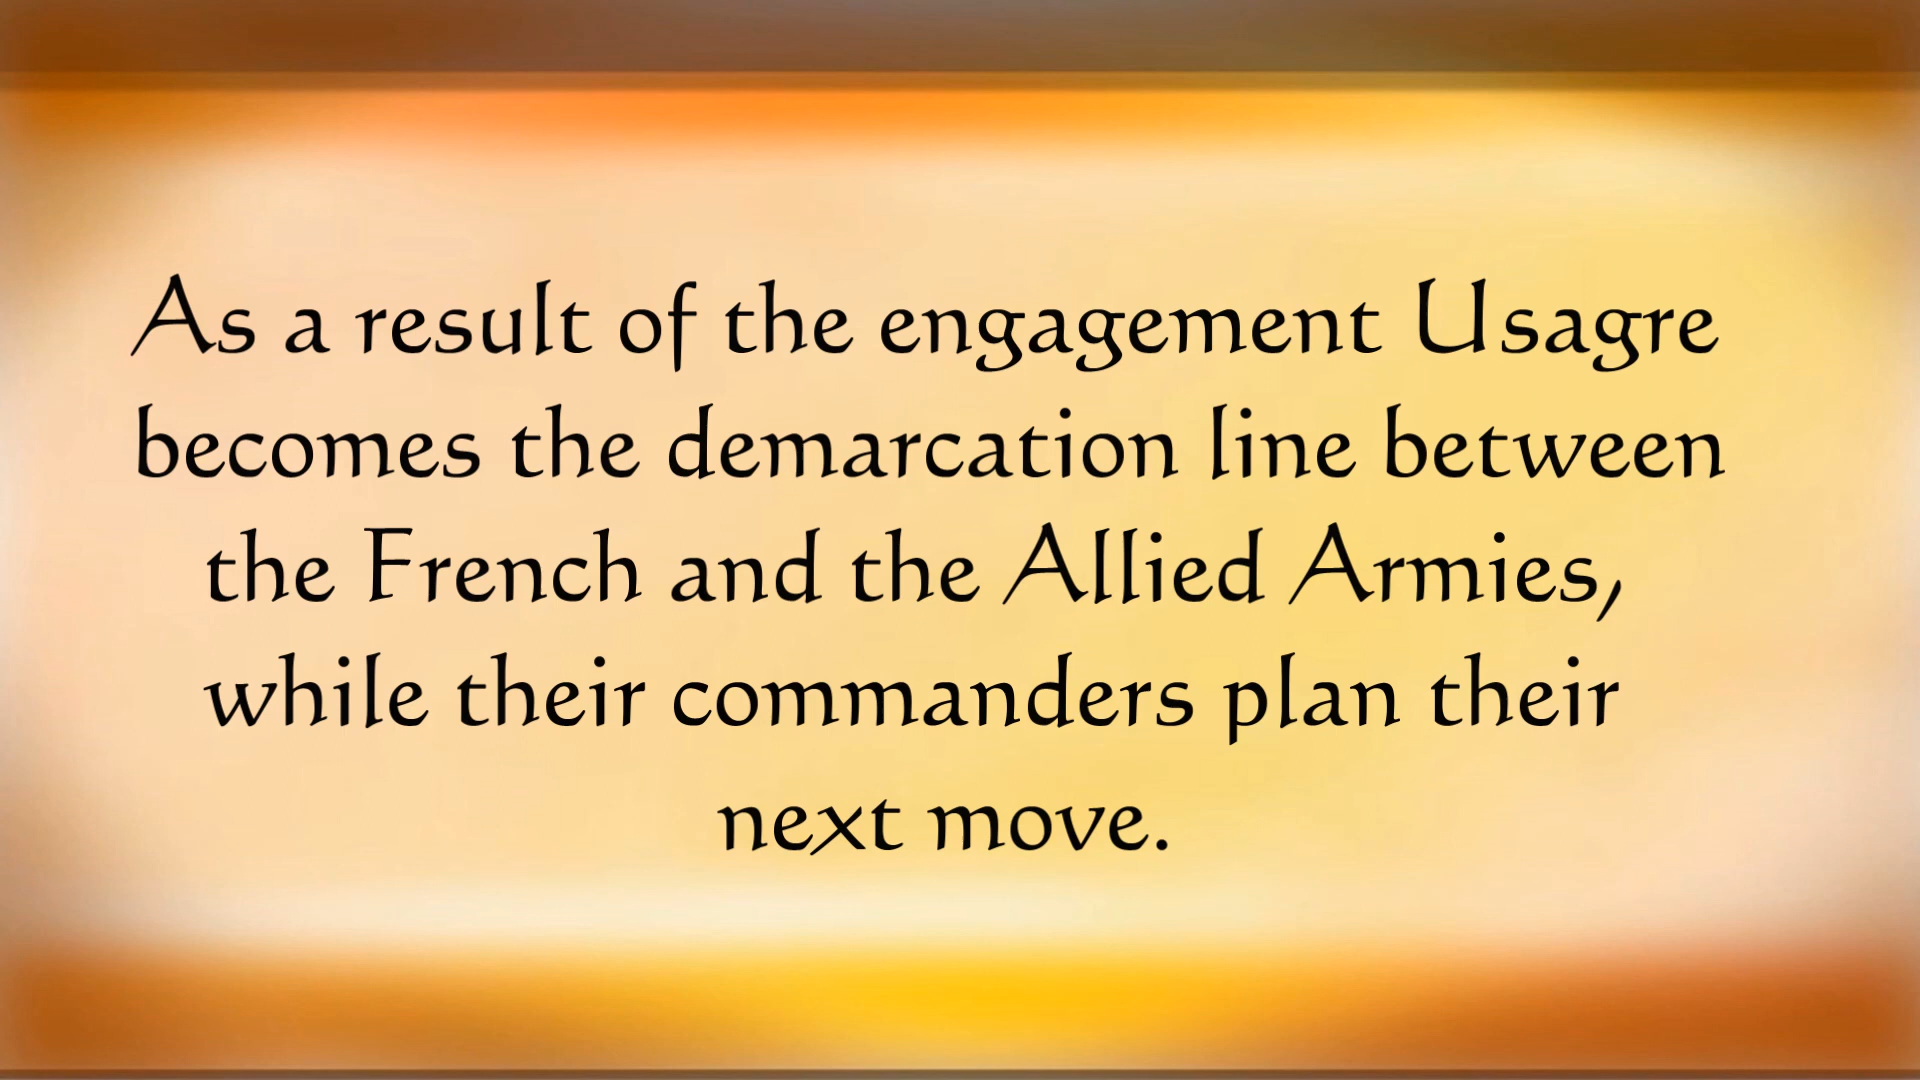 As a result of the engagement Usagre
becomes the demarcation line between
the French and the Allied Armies,
while their commanders plan their
next move.